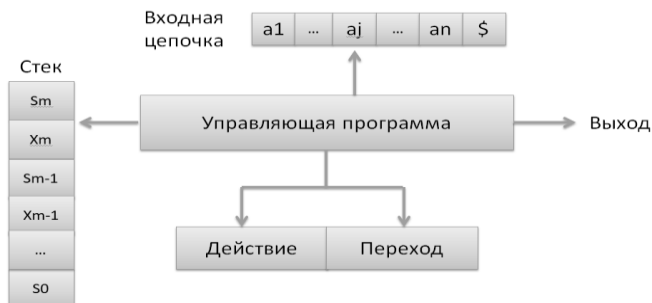 Входная
цепочка
a1 ... aj ... an $
Стек
Sm
Xm
Sm-1
Xm-1
...
S0
Управляющая программа
Выход
Действие
Переход